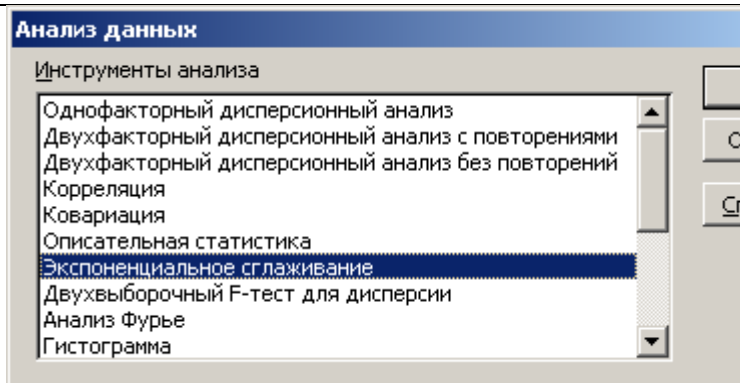 Анализ данных
Инструменты анализа
Однофакторный дисперсионный анализ
Двухфакторный дисперсионный анализ с повторениями
Двухфакторный дисперсионный анализ без повторений
Корреляция
Ковариация
Описательная статистика
Экспоненциальное сглаживание
Двухвыборочный F-тест для дисперсии
Анализ Фурье
Гистограмма